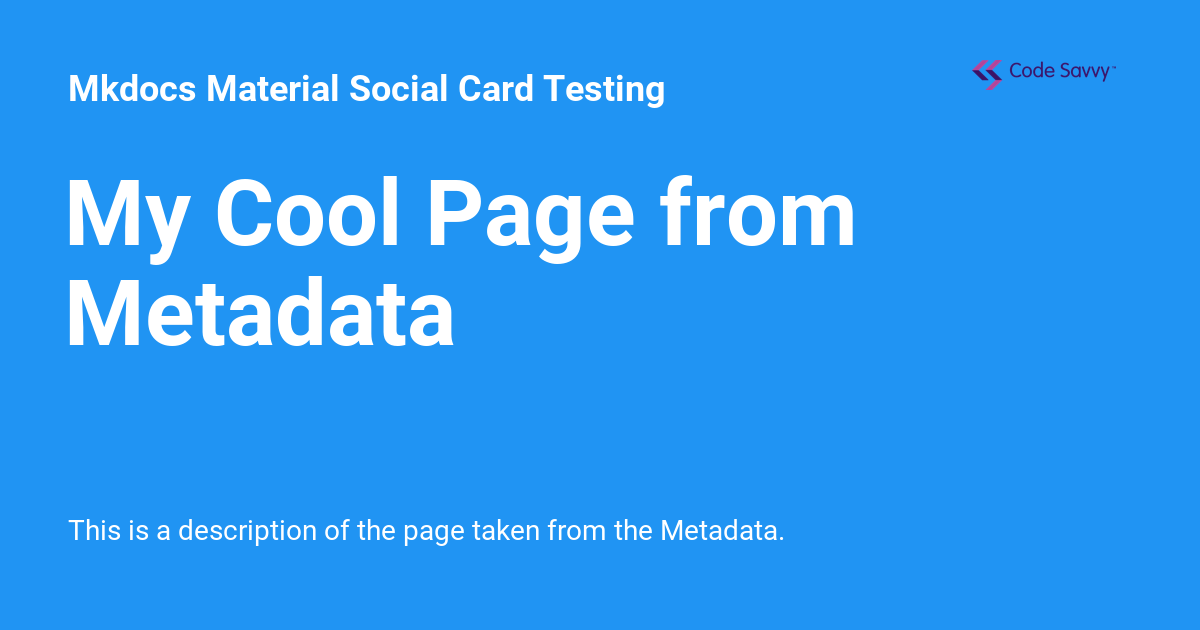 Mkdocs Material Social Card Testing
Code Savvy™
My Cool Page from
Metadata
This is a description of the page taken from the Metadata.